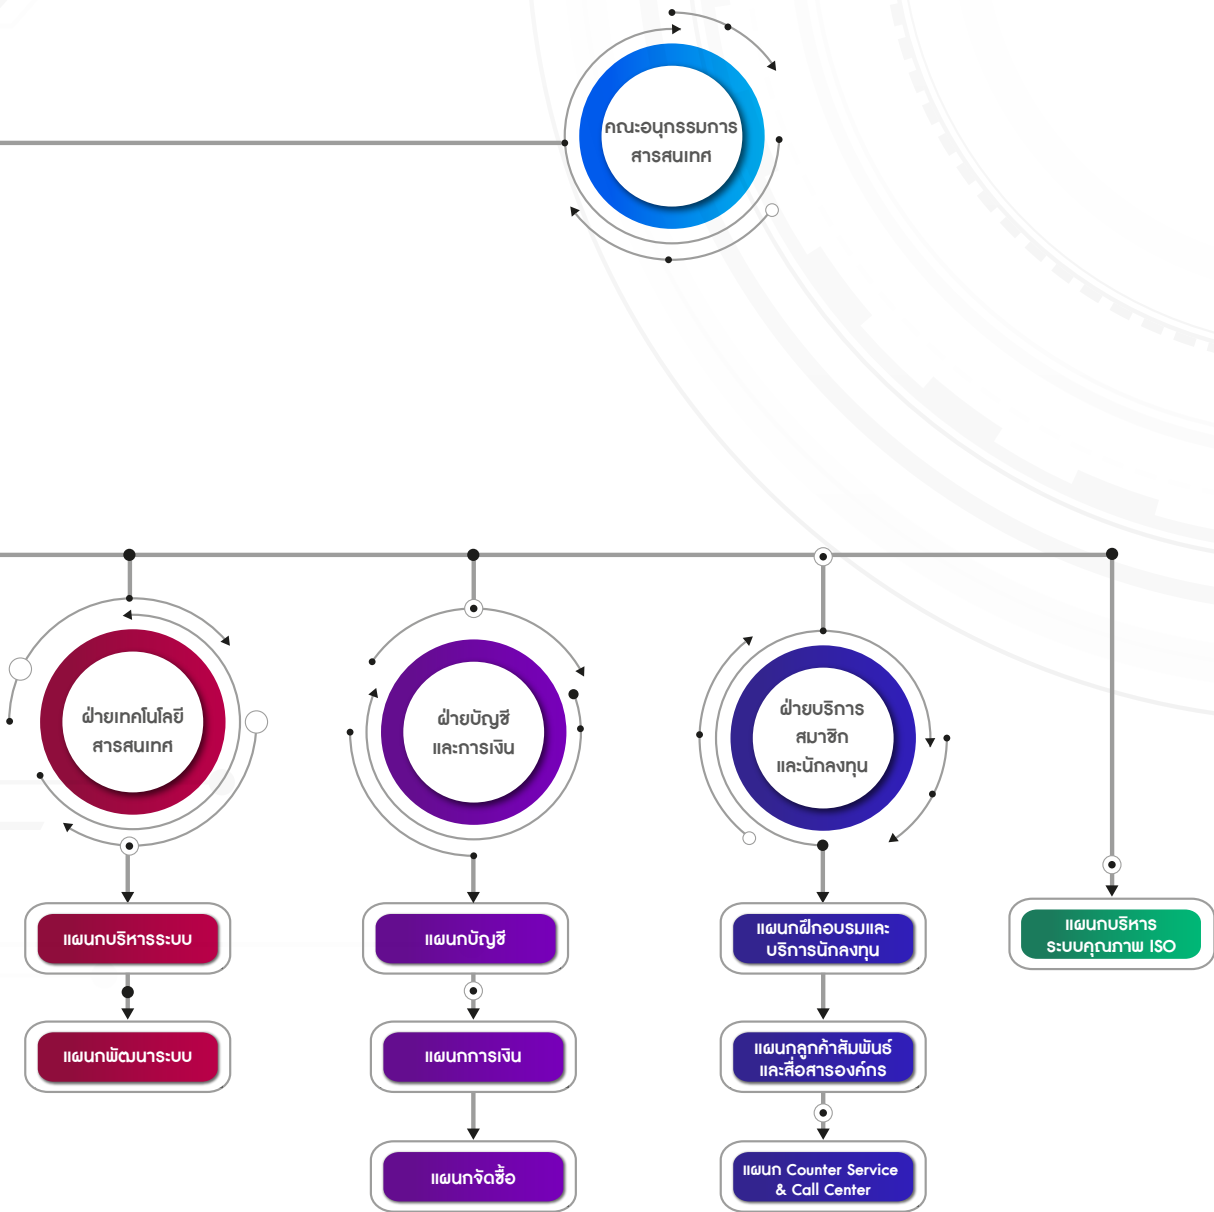 คณะอนุกรรมการ
สารสนเทศ
ฝ่ายเทคโนโลยี
สารสนเทศ
แผนกบริหารระบบ
แผนกพัฒนาระบบ
ฝ่ายบัญชี
และการเงิน
แผนกบัญชี
แผนกการเงิน
แผนกจัดซื้อ
ฝ่ายบริการ
สมาชิก
และนักลงทุน
แผนกฝึกอบรมและ
บริการนักลงทุน
แผนกลูกค้าสัมพันธ์
และสื่อสารองค์กร
แผนก Counter Service
& Call Center
แผนกบริหาร
ระบบคุณภาพ ISO